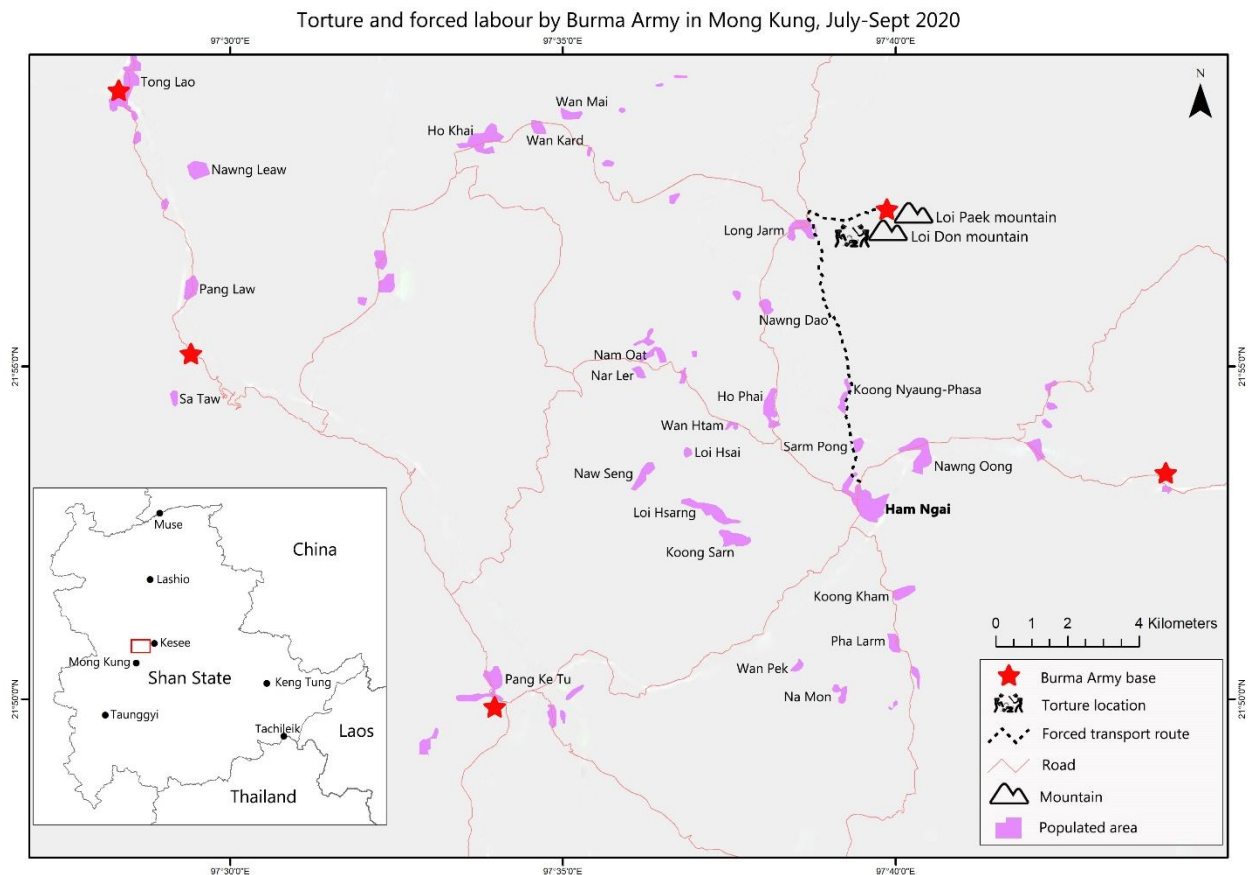 Torture and forced labour by Burma Army in Mong Kung, July-Sept 2020
97°30'0"E
97°35'0"E
97°40'0"E
Tong Lao
Wan Mai
N
Ho Khai
Wan Kard
Nawng Leaw
Loi Paek mountain
Long Jarm
Loi Don mountain
Pang Law
Nawng Dao
21°55'0"N
21°55'0"N
Nam Oat
Nar Ler
Sa Taw
Ho Phai
Koong Nyaung-Phasa
Wan Htam
Sarm Pong
Loi Hsai
Nawng Oong
Naw Seng
Ham Ngai
Loi Hsarng
Koong Sarn
Koong Kham
Pha Larm
Wan Pek
Na Mon
Pang Ke Tu
21°50'0"N
21°50'0"N
Muse
China
Lashio
Kesee
Mong Kung
Shan State
Keng Tung
Taunggyi
Tachileik
Laos
Thailand
0 1 2 4 Kilometers
Burma Army base
Torture location
Forced transport route
Road
Mountain
Populated area
97°30'0"E
97°35'0"E
97°40'0"E